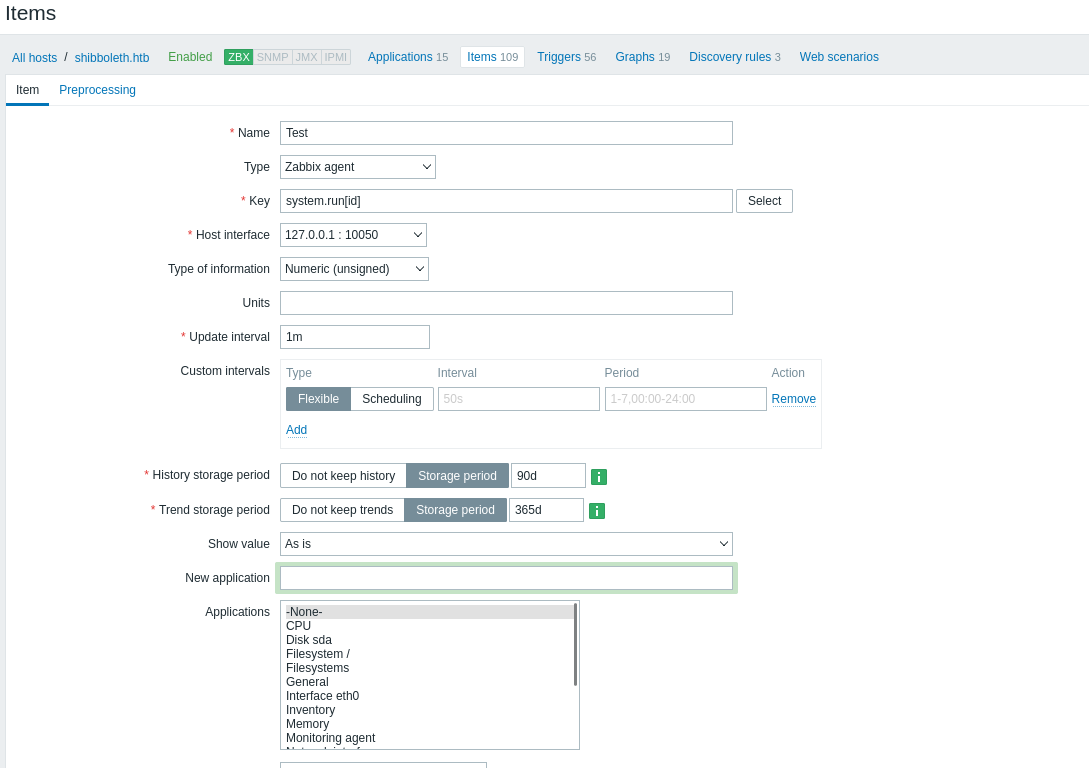 Items
All hosts / shibboleth.htb Enabled ZBX SNMP JMX IPMI Applications 15 Items 109 Triggers 56 Graphs 19 Discovery rules 3 Web scenarios
Item Preprocessing
* Name Test
Type Zabbix agent
* Key system.run[id] Select
* Host interface 127.0.0.1 : 10050
Type of information Numeric (unsigned)
Units
* Update interval 1m
Custom intervals Type Interval Period Action
Flexible Scheduling 50s 1-7,00:00-24:00 Remove
Add
* History storage period Do not keep history Storage period 90d
* Trend storage period Do not keep trends Storage period 365d
Show value As is
New application
Applications -None-
CPU
Disk sda
Filesystem /
Filesystems
General
Interface eth0
Inventory
Memory
Monitoring agent